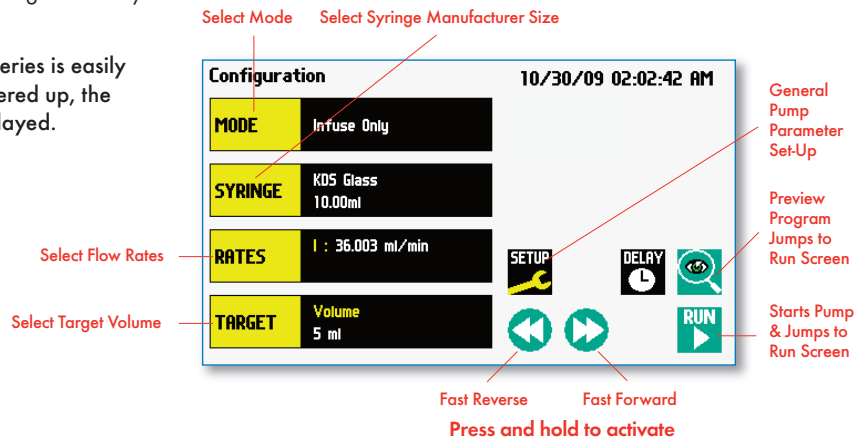 Select Mode
Select Syringe Manufacturer Size
eries is easily
ered up, the
layed.
Configuration
10/30/09 02:02:42 AM
MODE
Infuse Only
SYRINGE
KDS Glass
10.00ml
RATES
I : 36.003 ml/min
TARGET
Volume
5 ml
SETUP
DELAY
RUN
General
Pump
Parameter
Set-Up
Preview
Program
Jumps to
Run Screen
Starts Pump
& Jumps to
Run Screen
Select Flow Rates
Select Target Volume
Fast Reverse
Fast Forward
Press and hold to activate